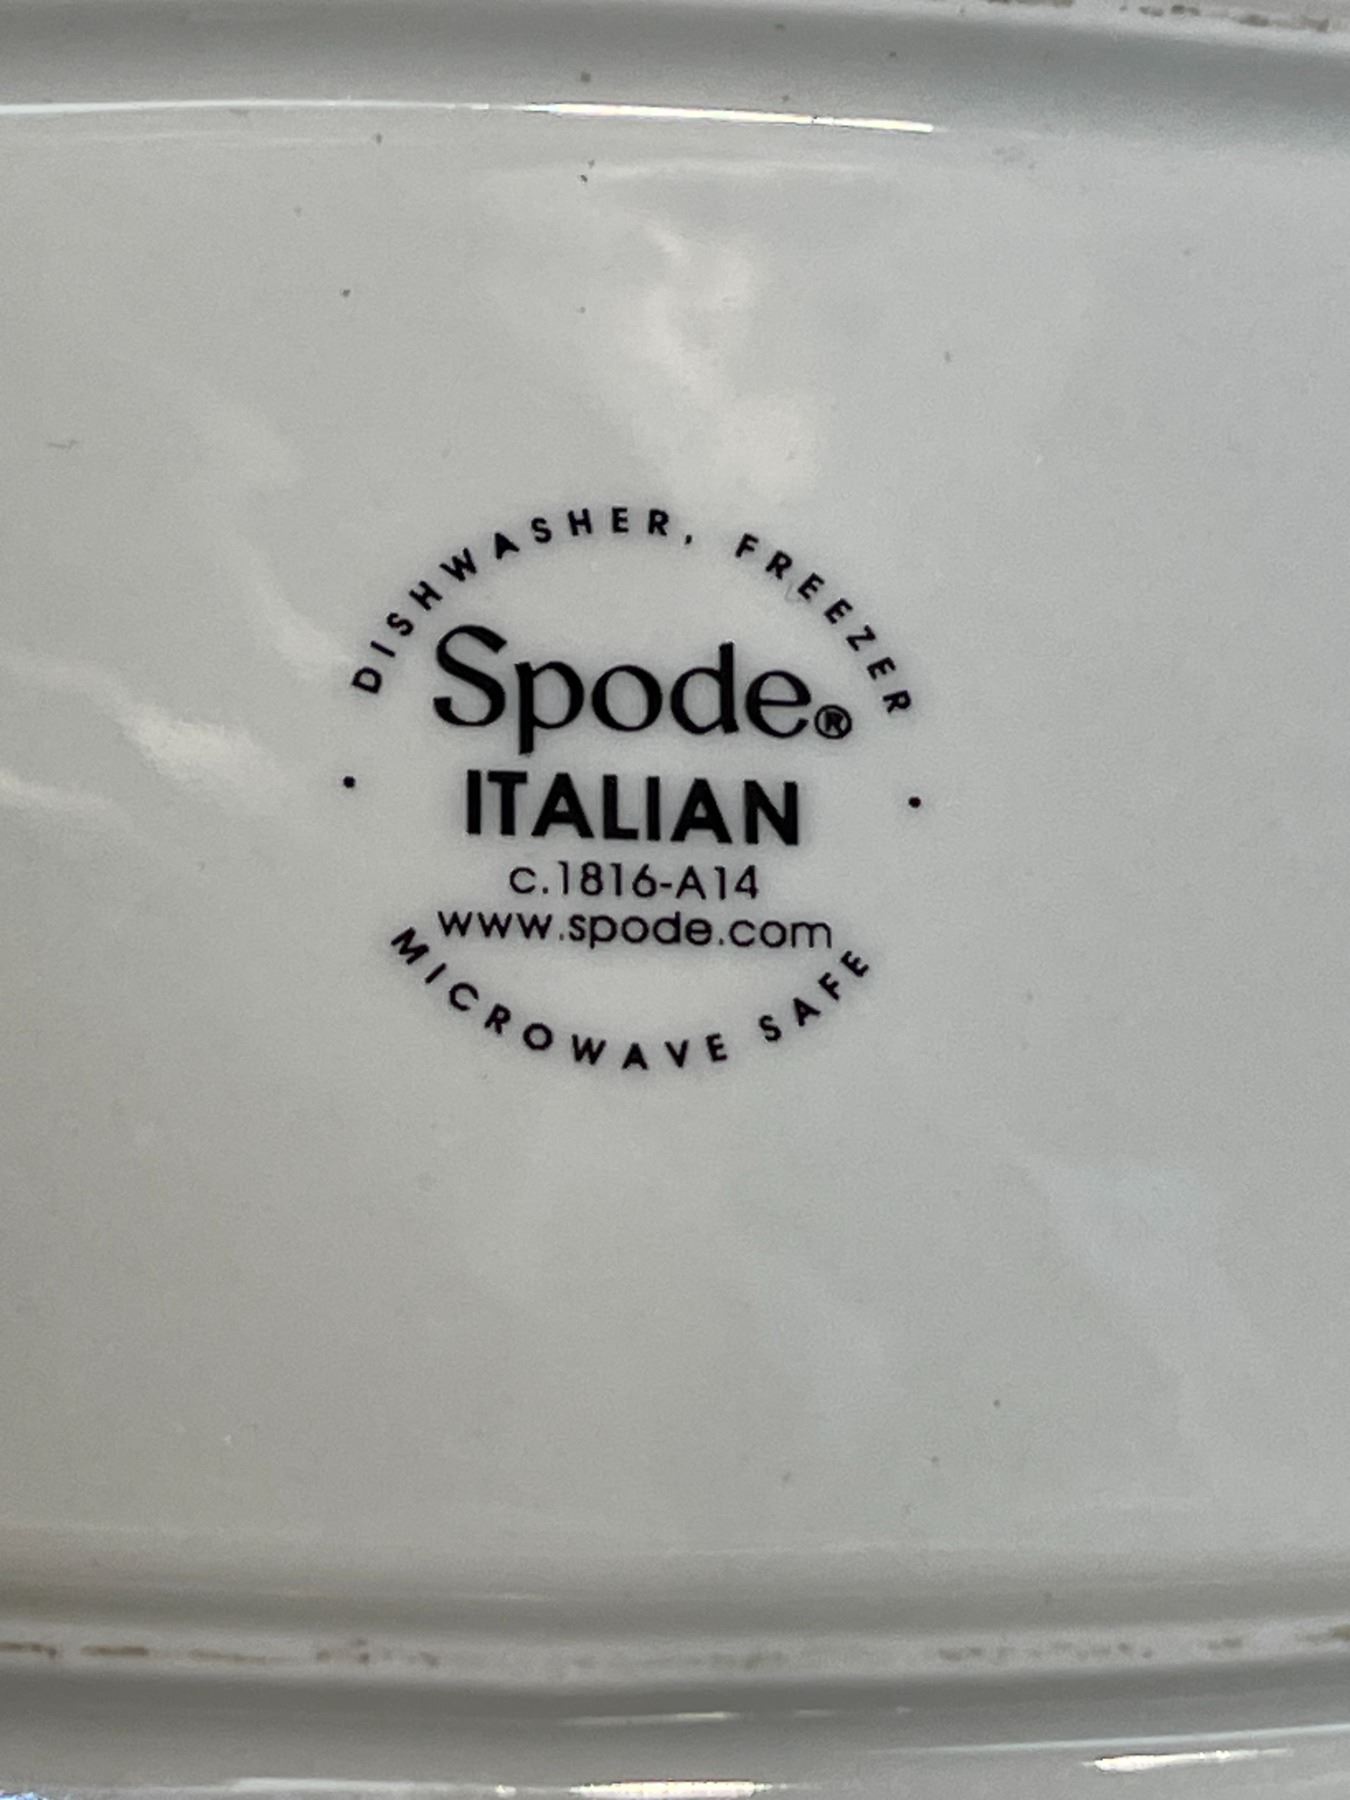 DISHWASHER, FREEZER
Spode®
ITALIAN
c.1816-A14
www.spode.com
MICROWAVE SAFE